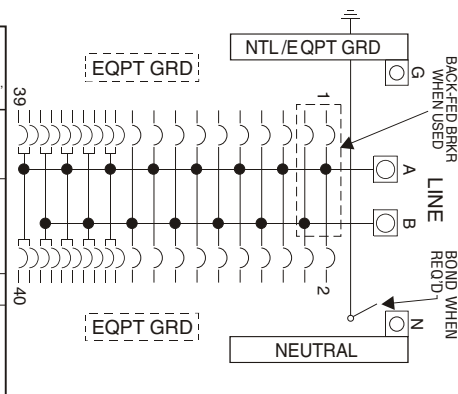 NTL/EQPT GRD
G
BACK-FED BRKR
WHEN USED
EQPT GRD
39
1
A
LINE
B
40
2
BOND WHEN
REQ'D
N
EQPT GRD
NEUTRAL